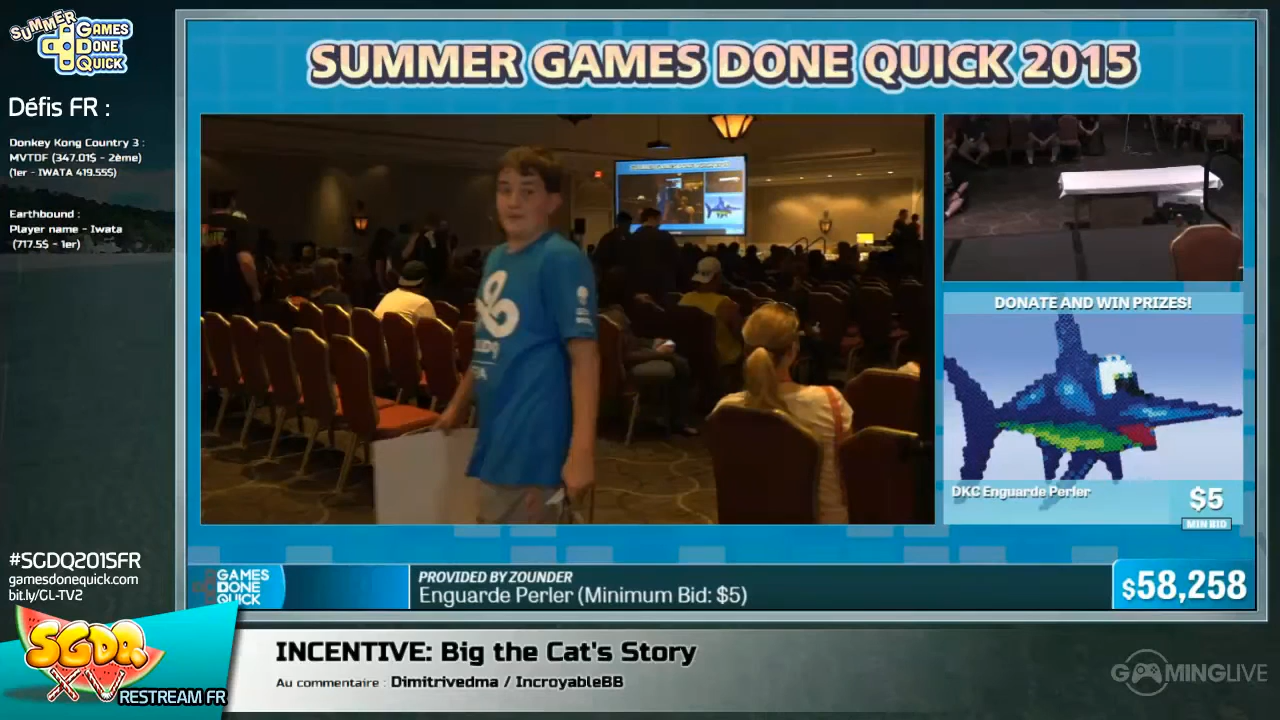 SUMMER
GAMES
DONE
QUICK
Défis FR :
Donkey Kong Country 3 :
MVTDF (347.01$ - 2ème)
(1er - IWATA 419.55$)
Earthbound :
Player name - Iwata
(717.5$ - 1er)
#SGDQ2015FR
gamesdonequick.com
bit.ly/GL-TV2
SUMMER GAMES DONE QUICK 2015
DONATE AND WIN PRIZES!
DKC Enguarde Perler
$5
MIN BID
GAMES
DONE
QUICK
PROVIDED BY ZOUNDER
Enguarde Perler (Minimum Bid: $5)
$58,258
SGDQ
XV
RESTREAM FR
INCENTIVE: Big the Cat's Story
Au commentaire : Dimitrivedma / IncroyableBB
GAMINGLIVE